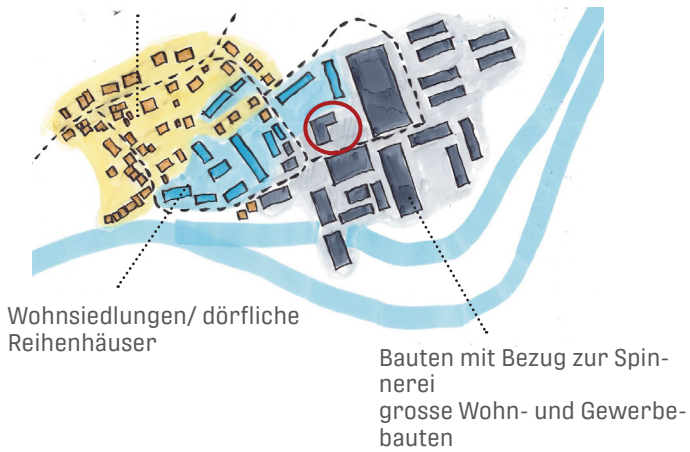 Wohnsiedlungen/ dörfliche
Reihenhäuser
Bauten mit Bezug zur Spin-
nerei
grosse Wohn- und Gewerbe-
bauten